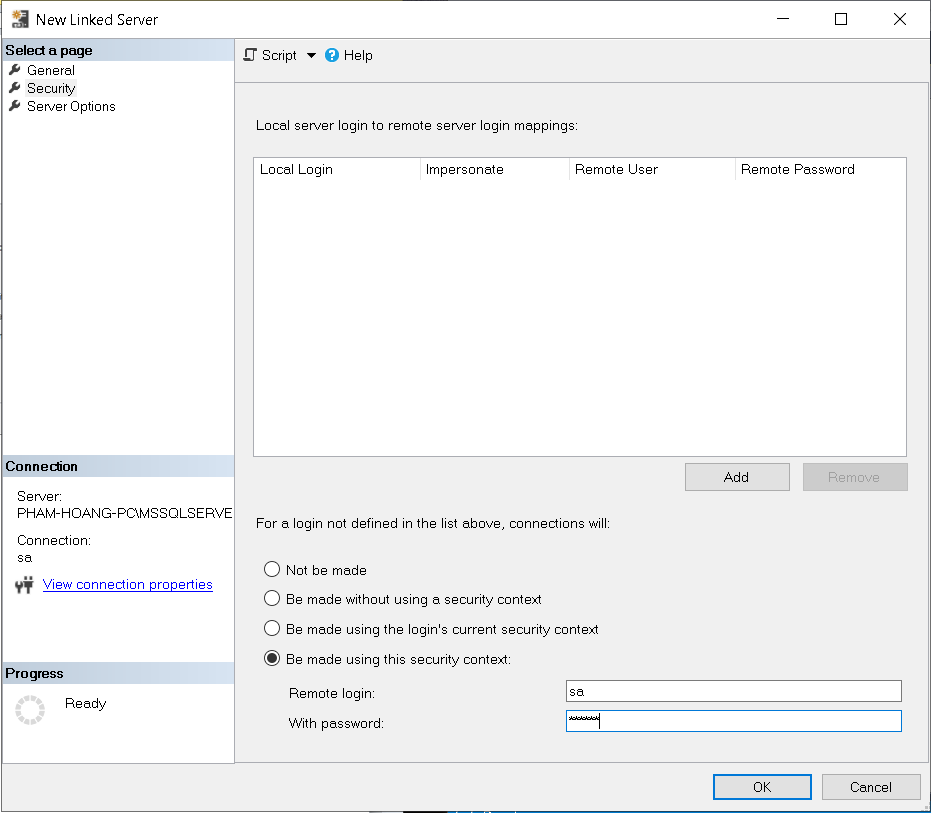 New Linked Server
Select a page
General
Security
Server Options
Script
Help
Local server login to remote server login mappings:
Local Login Impersonate Remote User Remote Password
Add Remove
For a login not defined in the list above, connections will:
Not be made
Be made without using a security context
Be made using the login's current security context
Be made using this security context:
Remote login: sa
With password: ******
Connection
Server:
PHAM-HOANG-PC\MSSQLSERVE
Connection:
sa
View connection properties
Progress
Ready
OK Cancel